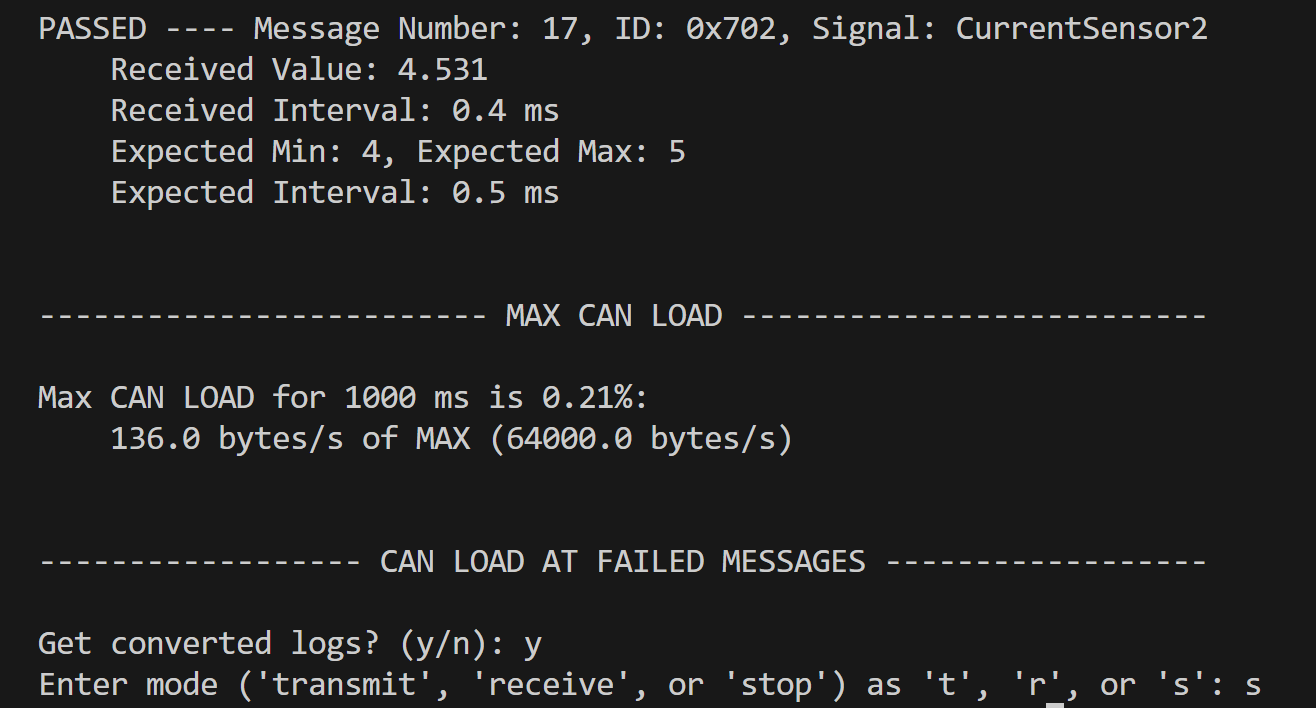 PASSED ---- Message Number: 17, ID: 0x702, Signal: CurrentSensor2
Received Value: 4.531
Received Interval: 0.4 ms
Expected Min: 4, Expected Max: 5
Expected Interval: 0.5 ms
------------------------- MAX CAN LOAD --------------------------
Max CAN LOAD for 1000 ms is 0.21%:
136.0 bytes/s of MAX (64000.0 bytes/s)
------------------ CAN LOAD AT FAILED MESSAGES ------------------
Get converted logs? (y/n): y
Enter mode ('transmit', 'receive', or 'stop') as 't', 'r', or 's': s